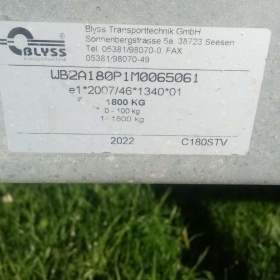 BLYSS
Blyss Transporttechnik GmbH
Sonnenbergstrasse 5a, 38723 Seesen
Tel. 05381/98070-0 FAX
05381/98070-49
WB2A180P1M0065061
e1*2007/46*1340*01
1800 KG
0 - 100 kg
1 - 1800 kg
2022 C180STV